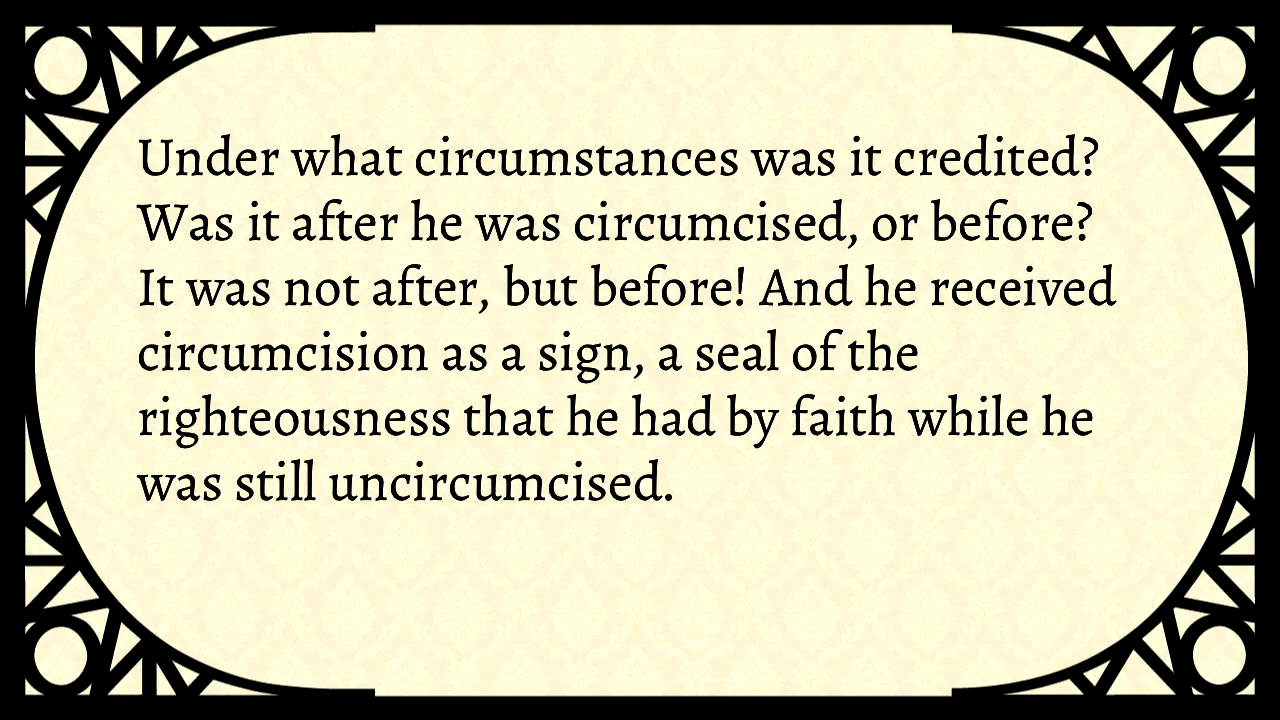 Under what circumstances was it credited?
Was it after he was circumcised, or before?
It was not after, but before! And he received
circumcision as a sign, a seal of the
righteousness that he had by faith while he
was still uncircumcised.